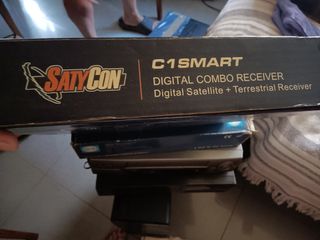 SATYCON
C1SMART
DIGITAL COMBO RECEIVER
Digital Satellite + Terrestrial Receiver